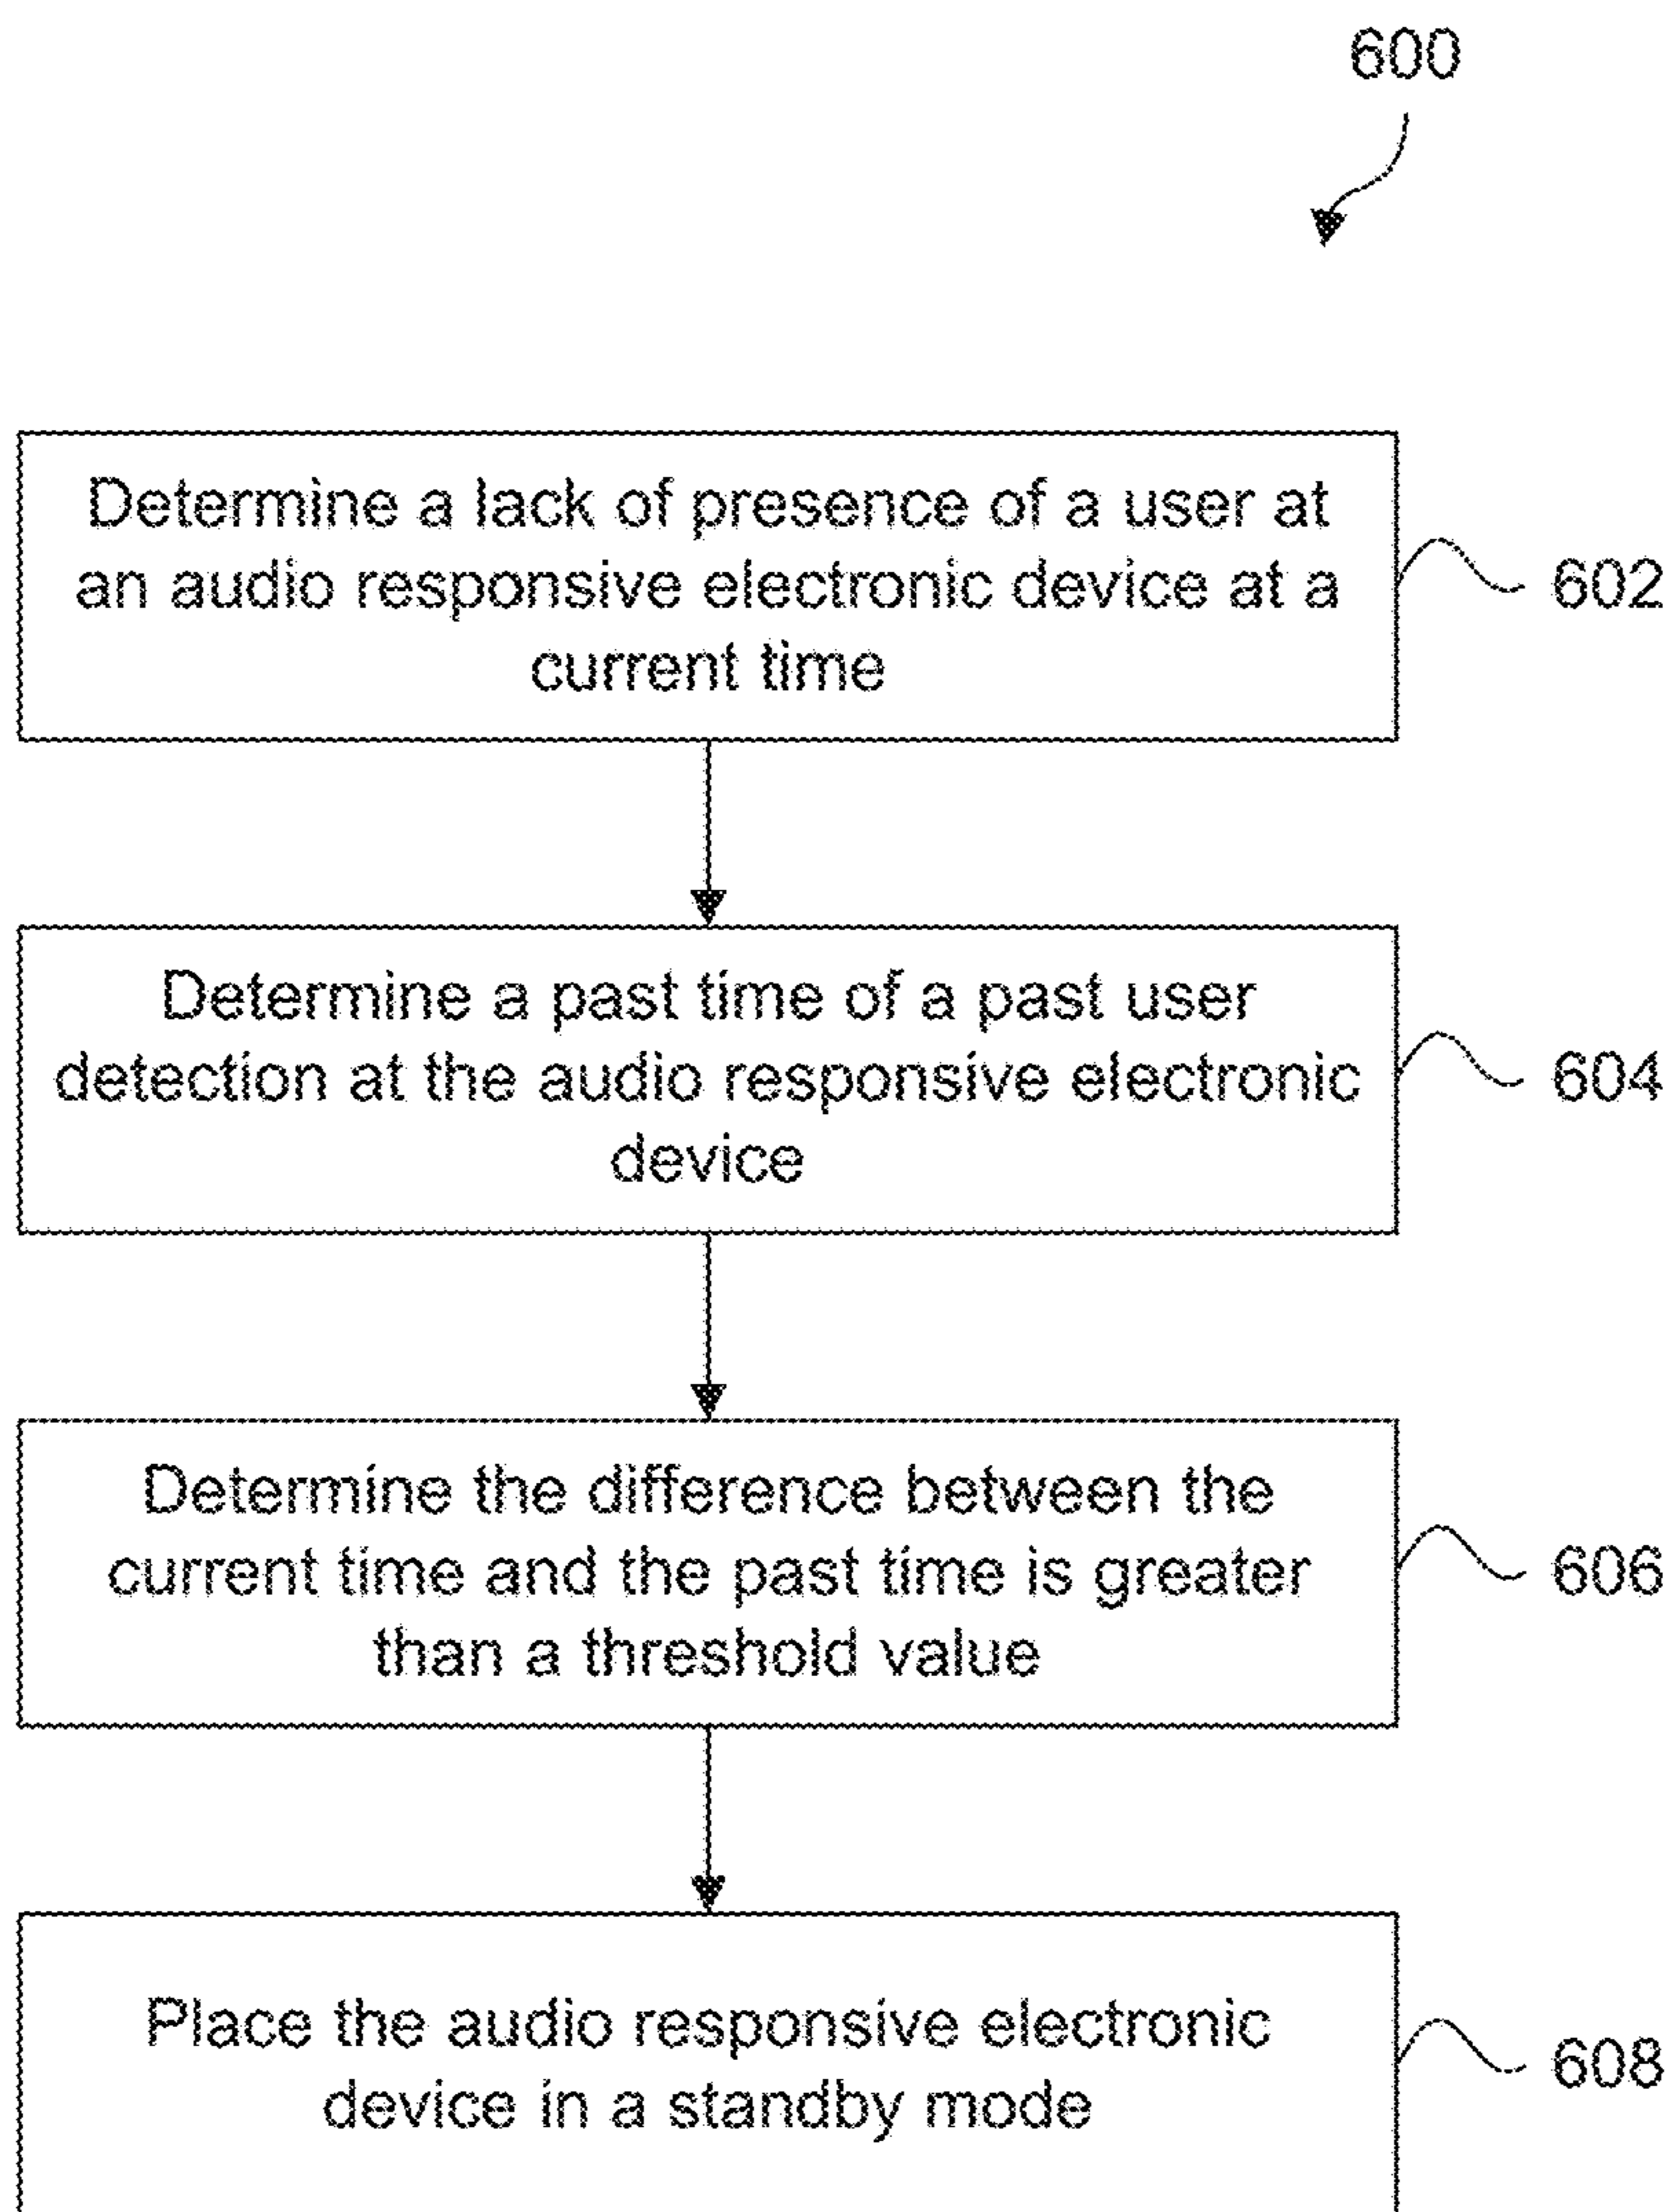 600
Determine a lack of presence of a user at
an audio responsive electronic device at a
current time
602
Determine a past time of a past user
detection at the audio responsive electronic
device
604
Determine the difference between the
current time and the past time is greater
than a threshold value
606
Place the audio responsive electronic
device in a standby mode
608